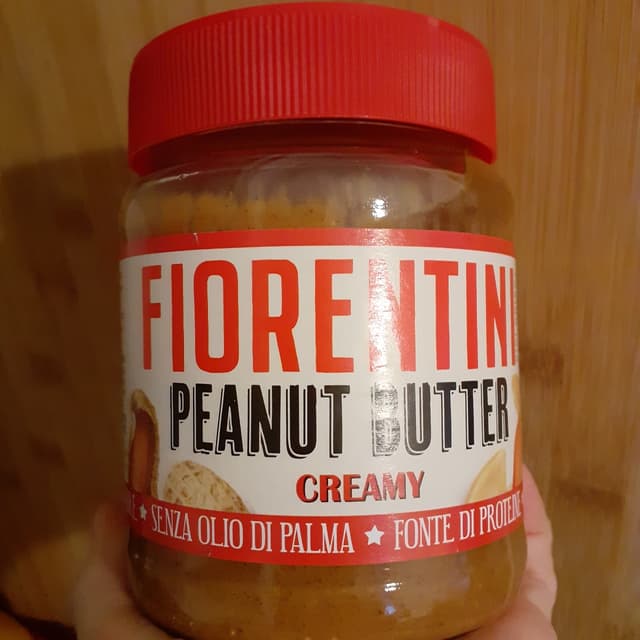 FIORENTINI
PEANUT BUTTER
CREAMY
★ SENZA OLIO DI PALMA ★ FONTE DI PROTEINE